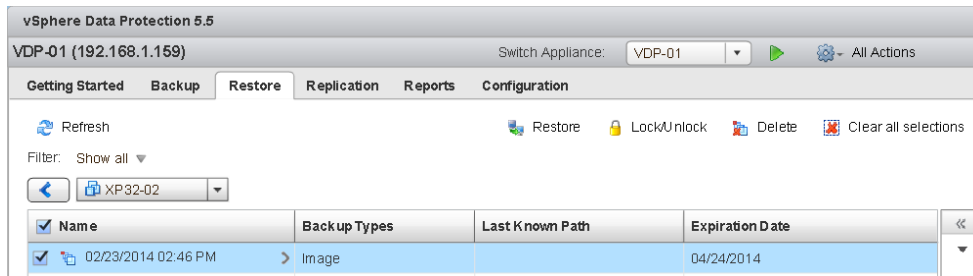 vSphere Data Protection 5.5
VDP-01 (192.168.1.159) Switch Appliance: VDP-01 All Actions
Getting Started Backup Restore Replication Reports Configuration
Refresh Restore Lock/Unlock Delete Clear all selections
Filter: Show all
XP32-02
Name Backup Types Last Known Path Expiration Date
02/23/2014 02:46 PM Image 04/24/2014